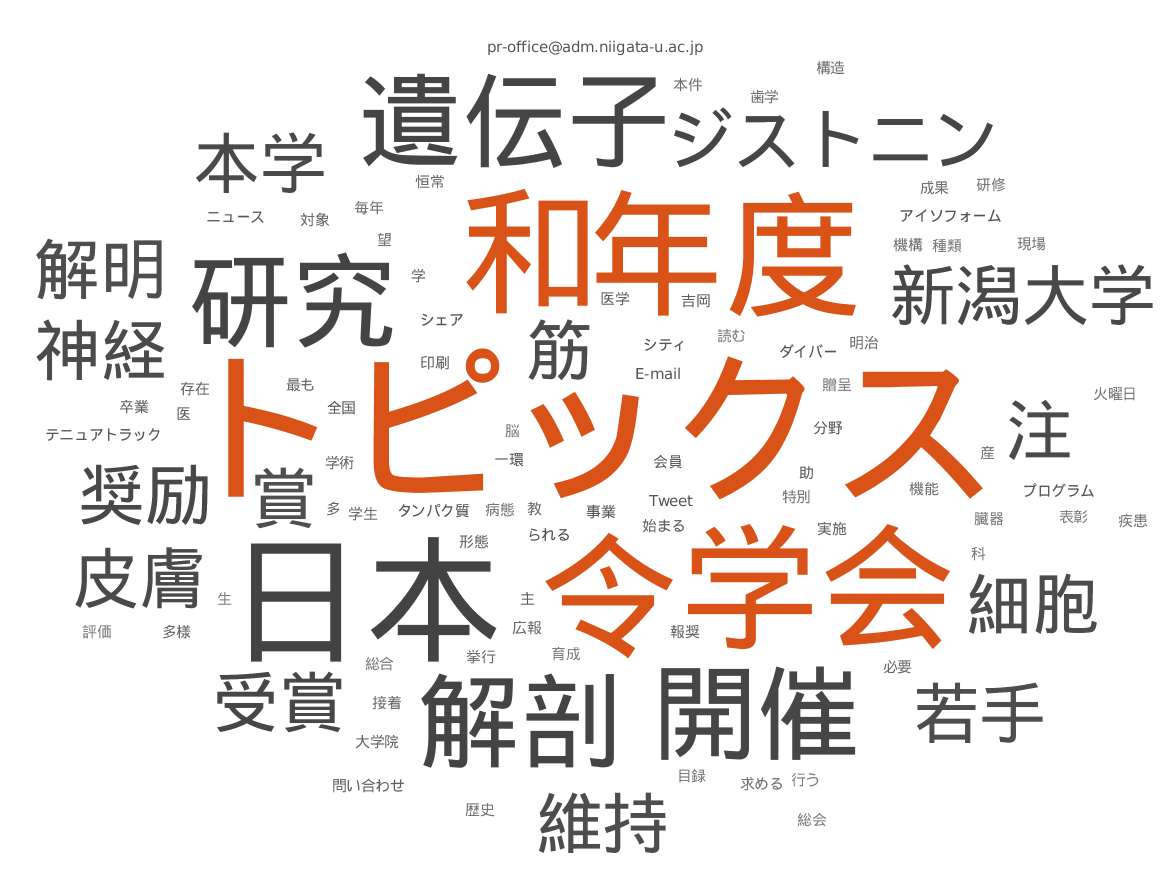 pr-office@adm.niigata-u.ac.jp
構造
遺伝子
本件
歯学
ジストニン
本学
恒常
成果
研修
ニュース
対象
毎年
和
年
度
アイソフォーム
望
機構
種類
現場
解明
研究
学
新潟大学
医学
吉岡
シェア
神経
筋
シティ
読む
ダイバー
明治
印刷
E-mail
存在
最も
トピックス
贈呈
火曜日
卒業
医
全国
注
テニュアトラック
脳
分野
学術
一環
会員
助
産
奨励
賞
特別
機能
プログラム
多
学生
タンパク質
病態
教
事業
Tweet
臓器
表彰
疾患
られる
始まる
実施
形態
科
皮膚
日本
令
学会
細胞
生
主
評価
多様
広報
報奨
総合
挙行
育成
必要
受賞
接着
解剖
開催
若手
大学院
問い合わせ
目録
求める
行う
歴史
維持
総会